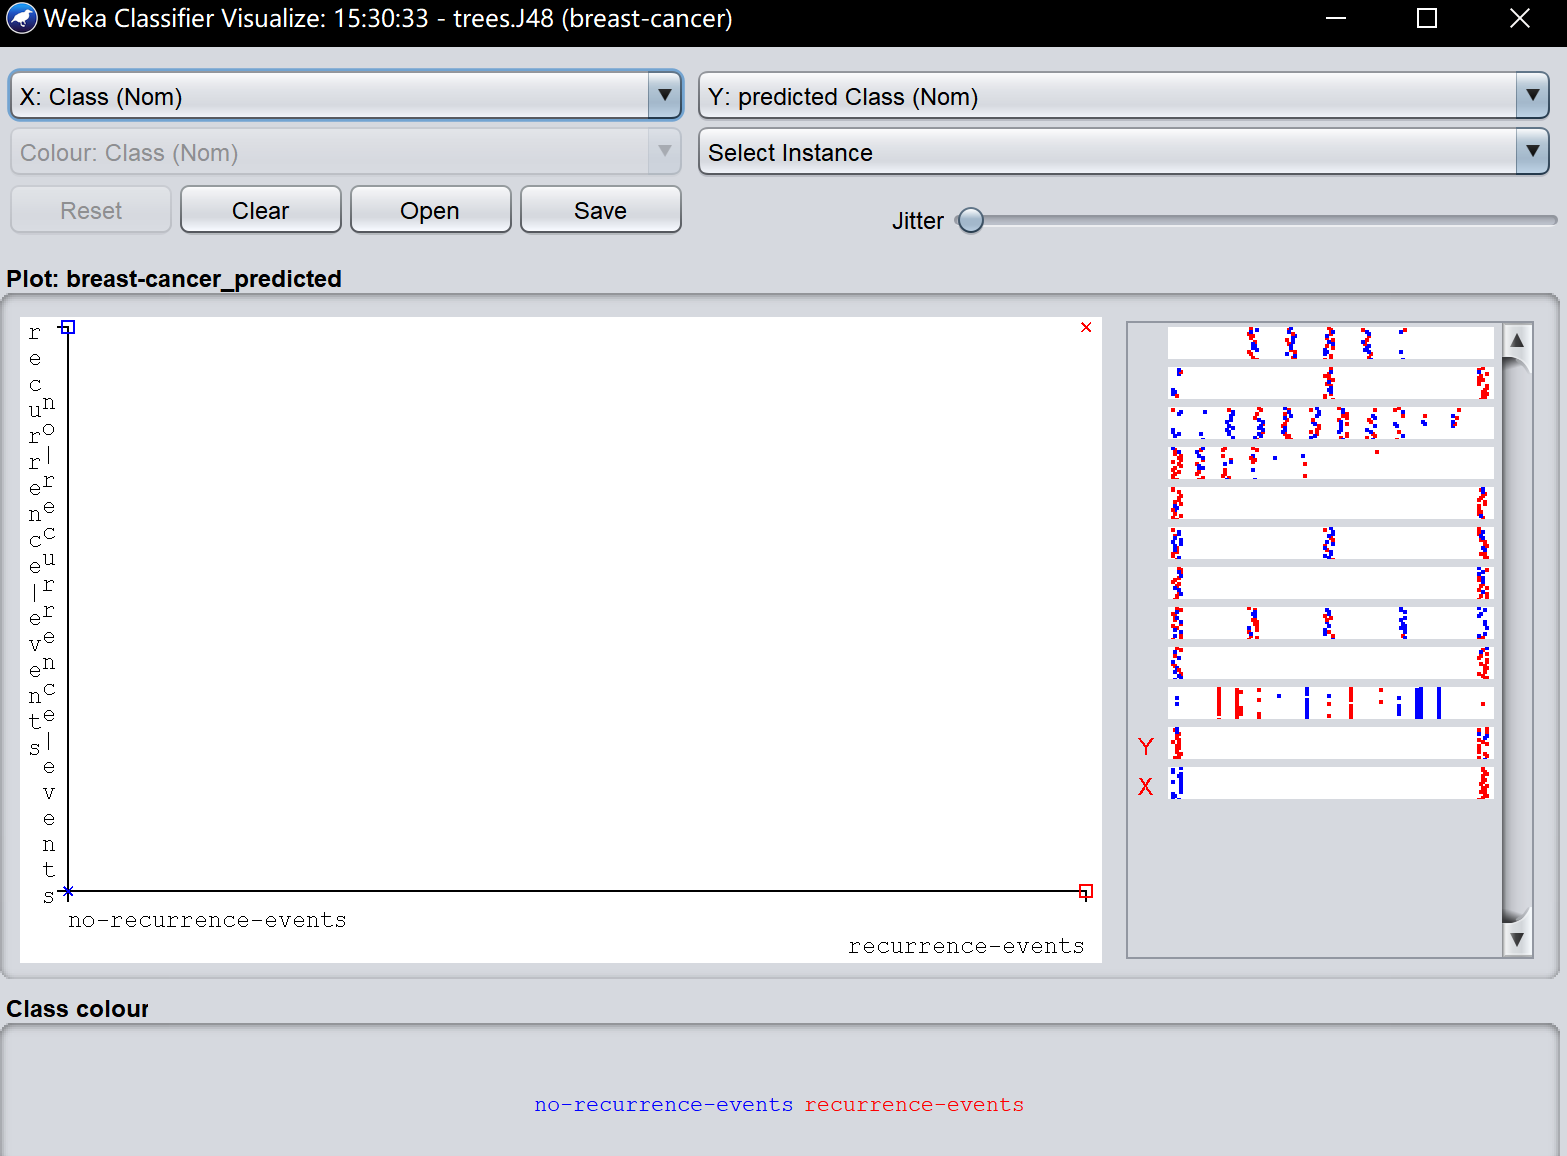 Weka Classifier Visualize: 15:30:33 - trees.J48 (breast-cancer)
X: Class (Nom)
Y: predicted Class (Nom)
Colour: Class (Nom)
Select Instance
Reset
Clear
Open
Save
Jitter
Plot: breast-cancer_predicted
recurrence-events
no-recurrence-events
no-recurrence-events
recurrence-events
Y
X
Class colour
no-recurrence-events recurrence-events